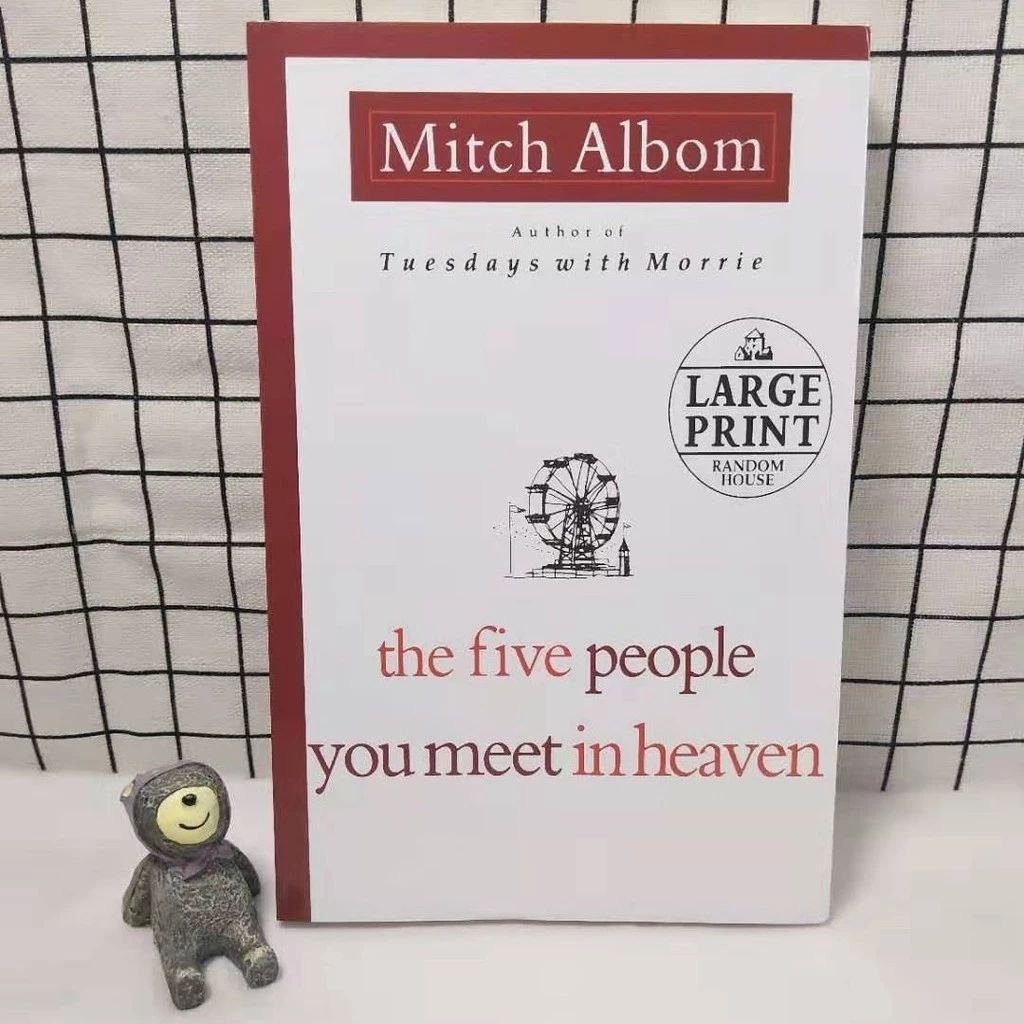 Mitch Albom
Author of
Tuesdays with Morrie
LARGE
PRINT
RANDOM
HOUSE
the five people
you meet in heaven